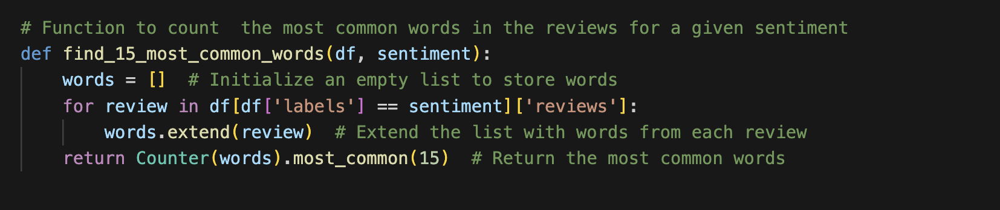 # Function to count  the most common words in the reviews for a given sentiment
def find_15_most_common_words(df, sentiment):
    words = []  # Initialize an empty list to store words
    for review in df[df['labels'] == sentiment]['reviews']:
        words.extend(review)  # Extend the list with words from each review
    return Counter(words).most_common(15)  # Return the most common words